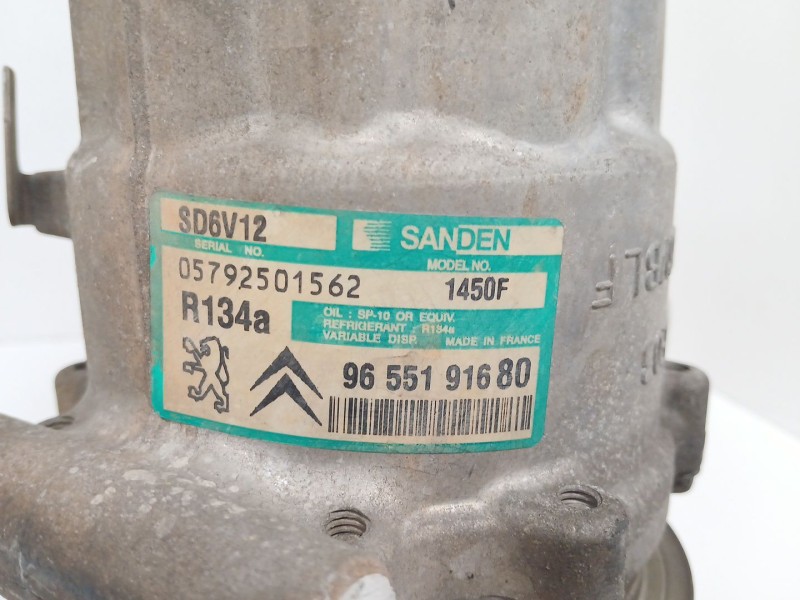 SD6V12
SANDEN
SERIAL NO.
MODEL NO.
05792501562
1450F
R134a
OIL : SP-10 OR EQUIV.
REFRIGERANT : R134a
VARIABLE DISP. MADE IN FRANCE
96 551 916 80